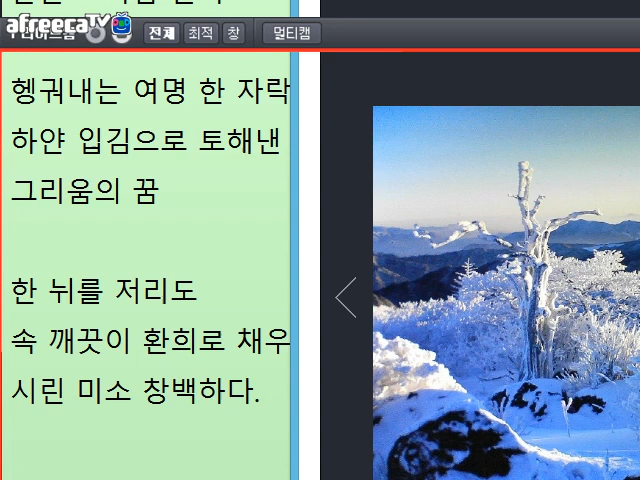 afreecaTV
전체 최적 창 멀티캠
헹궈내는 여명 한 자락
하얀 입김으로 토해낸
그리움의 꿈
한 뉘를 저리도
속 깨끗이 환희로 채우
시린 미소 창백하다.